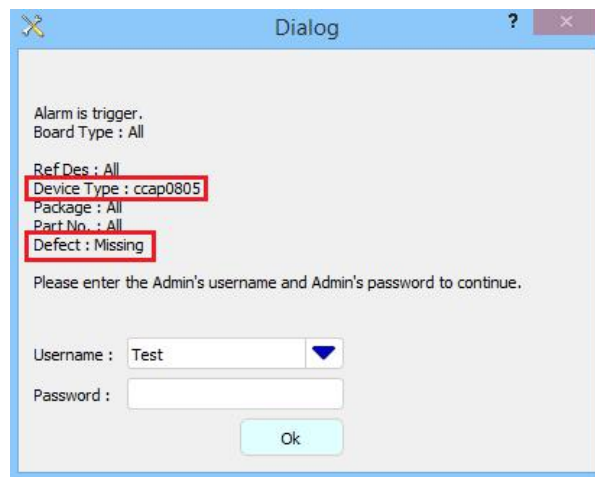 Dialog
?
Alarm is trigger.
Board Type : All
Ref Des : All
Device Type : ccap0805
Package : All
Part No. : All
Defect : Missing
Please enter the Admin's username and Admin's password to continue.
Username : Test
Password :
Ok